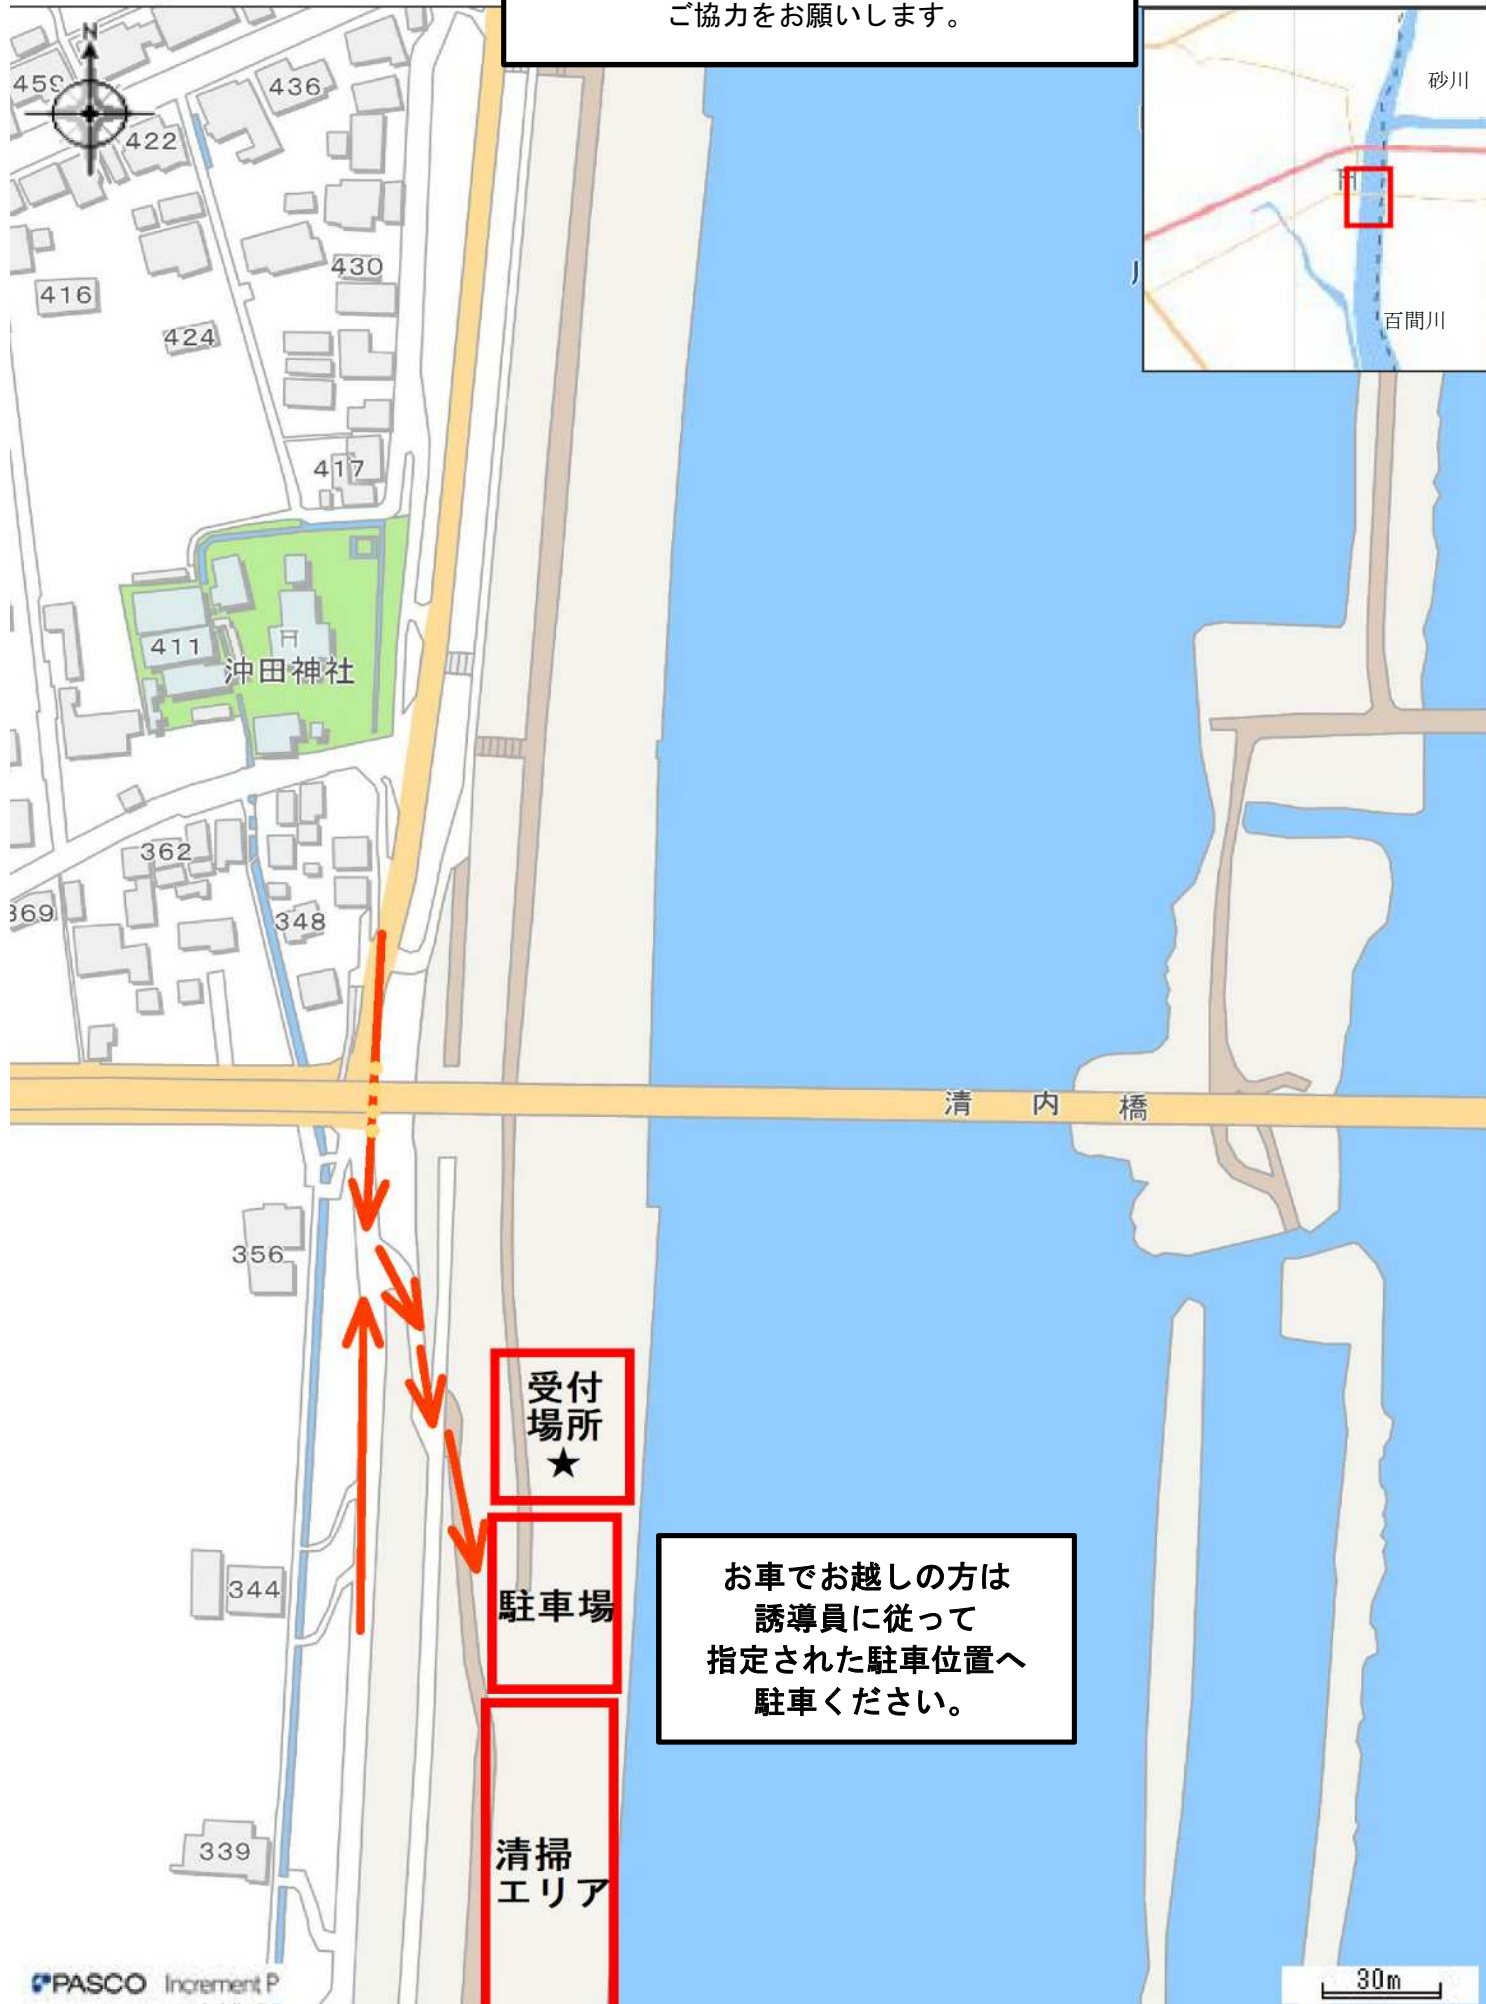 ご協力をお願いします。
N
砂川
百間川
459
436
422
430
416
424
417
411
沖田神社
362
369
348
清内橋
356
受付
場所
★
駐車場
お車でお越しの方は
誘導員に従って
指定された駐車位置へ
駐車ください。
344
339
清掃
エリア
PASCO Increment P
30m